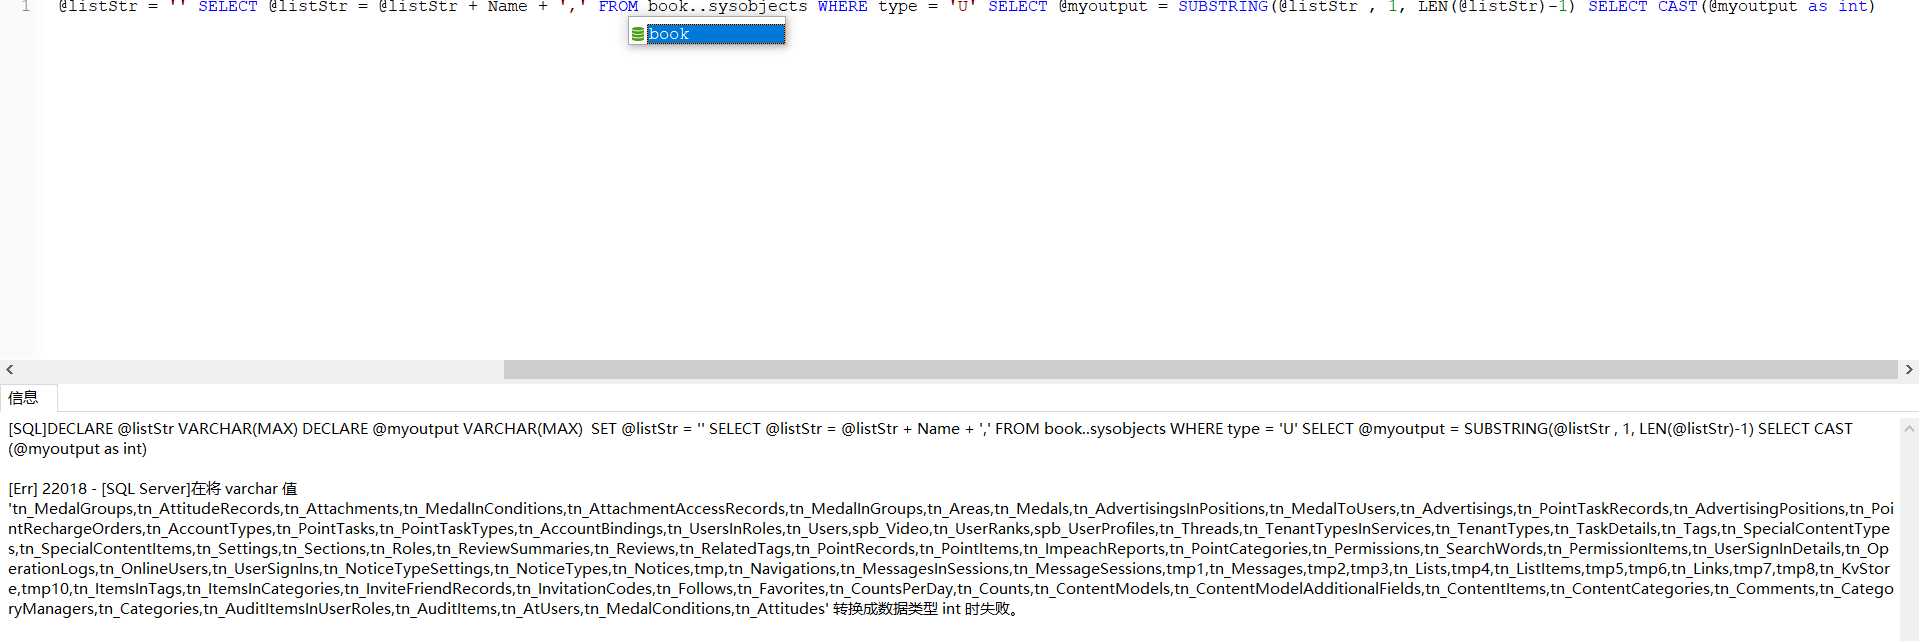 1 @listStr = '' SELECT @listStr = @listStr + Name + ',' FROM book..sysobjects WHERE type = 'U' SELECT @myoutput = SUBSTRING(@listStr , 1, LEN(@listStr)-1) SELECT CAST(@myoutput as int)
book
信息
[SQL]DECLARE @listStr VARCHAR(MAX) DECLARE @myoutput VARCHAR(MAX)  SET @listStr = '' SELECT @listStr = @listStr + Name + ',' FROM book..sysobjects WHERE type = 'U' SELECT @myoutput = SUBSTRING(@listStr , 1, LEN(@listStr)-1) SELECT CAST
(@myoutput as int)
[Err] 22018 - [SQL Server]在将 varchar 值
'tn_MedalGroups,tn_AttitudeRecords,tn_Attachments,tn_MedalInConditions,tn_AttachmentAccessRecords,tn_MedalInGroups,tn_Areas,tn_Medals,tn_AdvertisingsInPositions,tn_MedalToUsers,tn_Advertisings,tn_PointTaskRecords,tn_AdvertisingPositions,tn_Poi
ntRechargeOrders,tn_AccountTypes,tn_PointTasks,tn_PointTaskTypes,tn_AccountBindings,tn_UsersInRoles,tn_Users,spb_Video,tn_UserRanks,spb_UserProfiles,tn_Threads,tn_TenantTypesInServices,tn_TenantTypes,tn_TaskDetails,tn_Tags,tn_SpecialContentType
s,tn_SpecialContentItems,tn_Settings,tn_Sections,tn_Roles,tn_ReviewSummaries,tn_Reviews,tn_RelatedTags,tn_PointRecords,tn_PointItems,tn_ImpeachReports,tn_PointCategories,tn_Permissions,tn_SearchWords,tn_PermissionItems,tn_UserSignInDetails,tn_Op
erationLogs,tn_OnlineUsers,tn_UserSignIns,tn_NoticeTypeSettings,tn_NoticeTypes,tn_Notices,tmp,tn_Navigations,tn_MessagesInSessions,tn_MessageSessions,tmp1,tn_Messages,tmp2,tmp3,tn_Lists,tmp4,tn_ListItems,tmp5,tmp6,tn_Links,tmp7,tmp8,tn_KvStor
e,tmp10,tn_ItemsInTags,tn_ItemsInCategories,tn_InviteFriendRecords,tn_InvitationCodes,tn_Follows,tn_Favorites,tn_CountsPerDay,tn_Counts,tn_ContentModels,tn_ContentModelAdditionalFields,tn_ContentItems,tn_ContentCategories,tn_Comments,tn_Catego
ryManagers,tn_Categories,tn_AuditItemsInUserRoles,tn_AuditItems,tn_AtUsers,tn_MedalConditions,tn_Attitudes' 转换成数据类型 int 时失败。